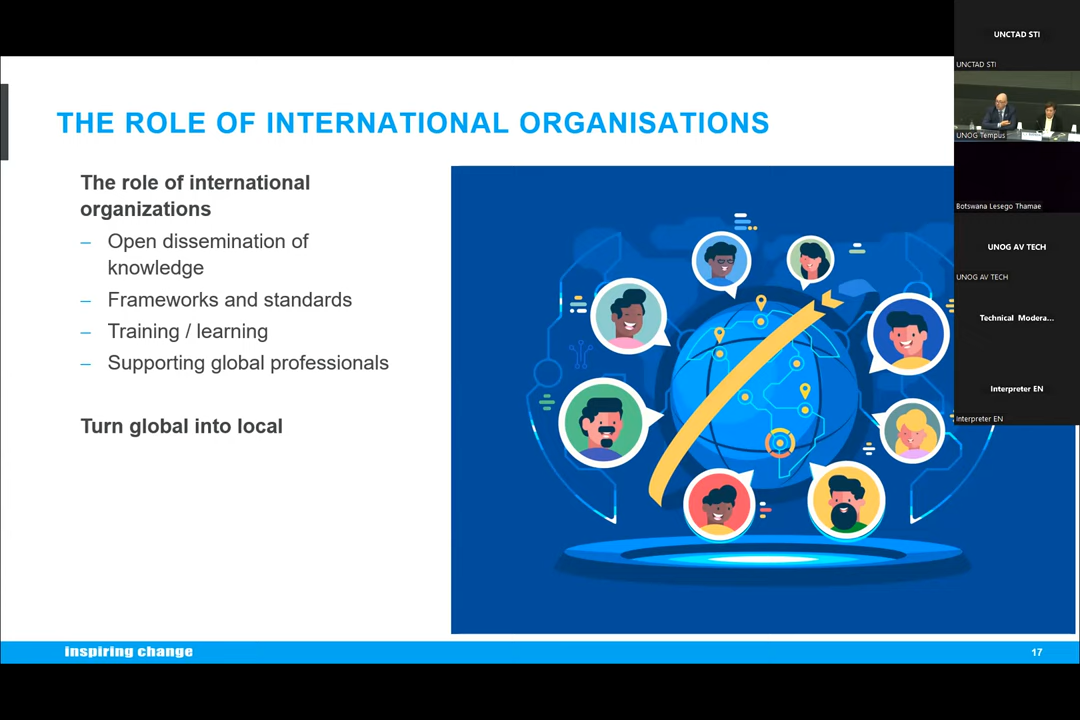 THE ROLE OF INTERNATIONAL ORGANISATIONS
The role of international
organizations
– Open dissemination of
knowledge
– Frameworks and standards
– Training / learning
– Supporting global professionals
Turn global into local
inspiring change
17
UNCTAD STI
UNCTAD STI
UNOG Tempus
Botswana Lesego Thamae
UNOG AV TECH
UNOG AV TECH
Technical Modera...
Interpreter EN
Interpreter EN